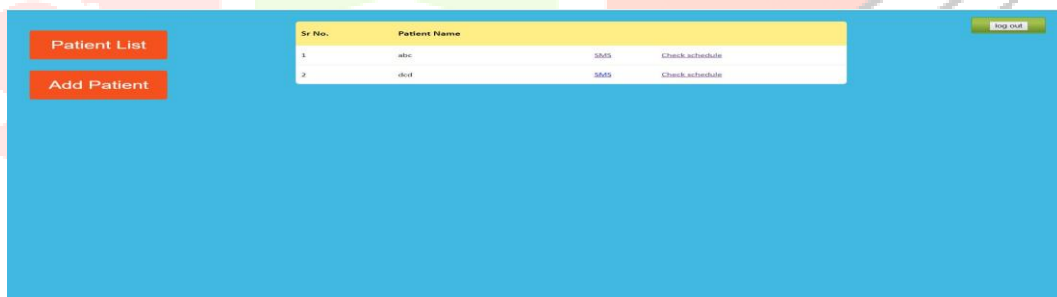 Patient List
Add Patient
Sr No. Patient Name
1 abc SMS Check schedule
2 dcd SMS Check schedule
log out